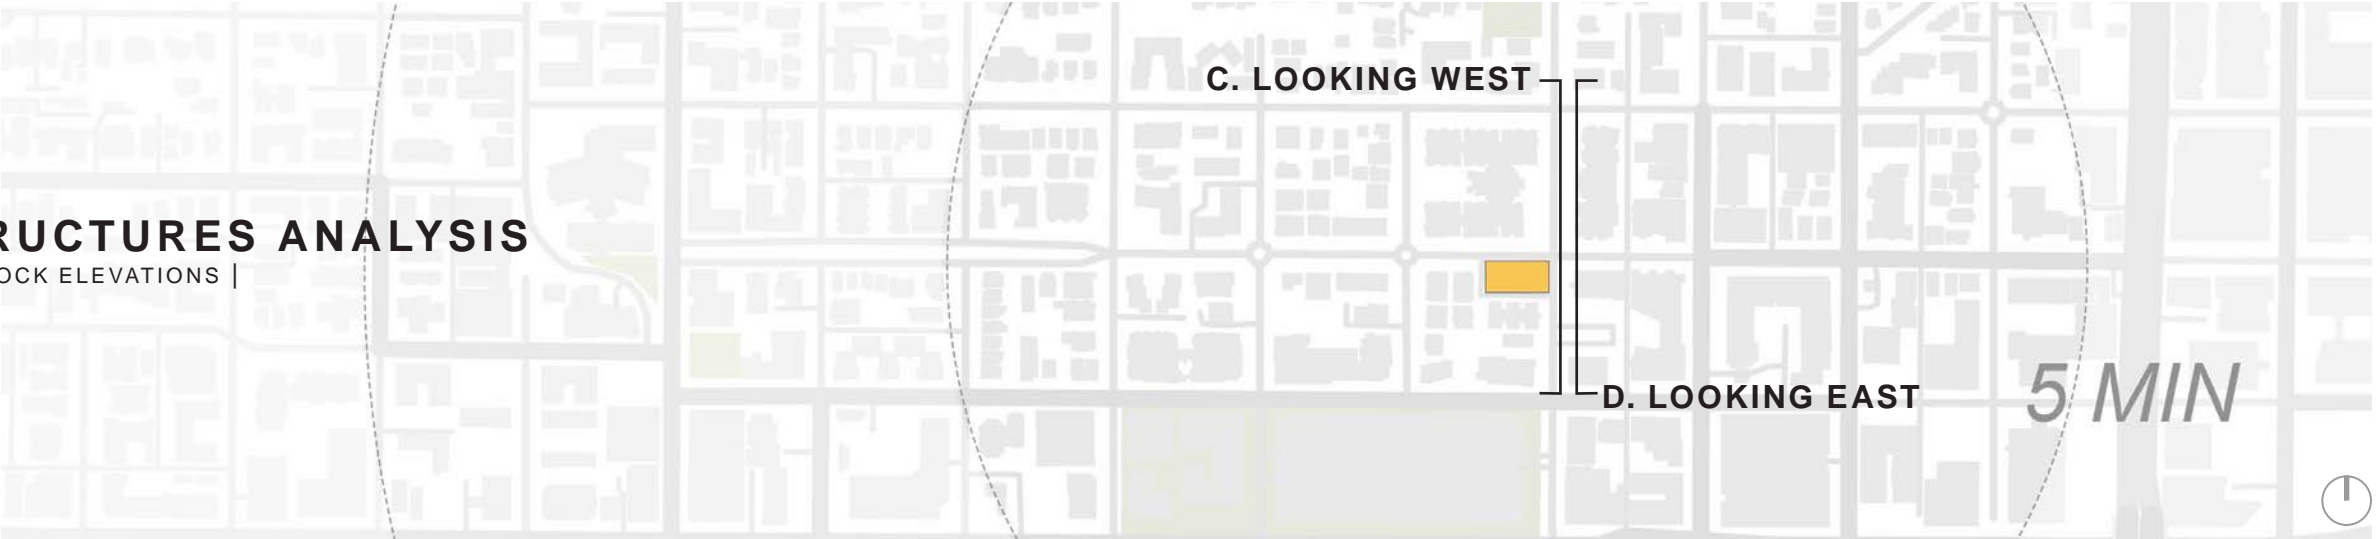 C. LOOKING WEST
RUCTURES ANALYSIS
OCK ELEVATIONS |
D. LOOKING EAST
5 MIN